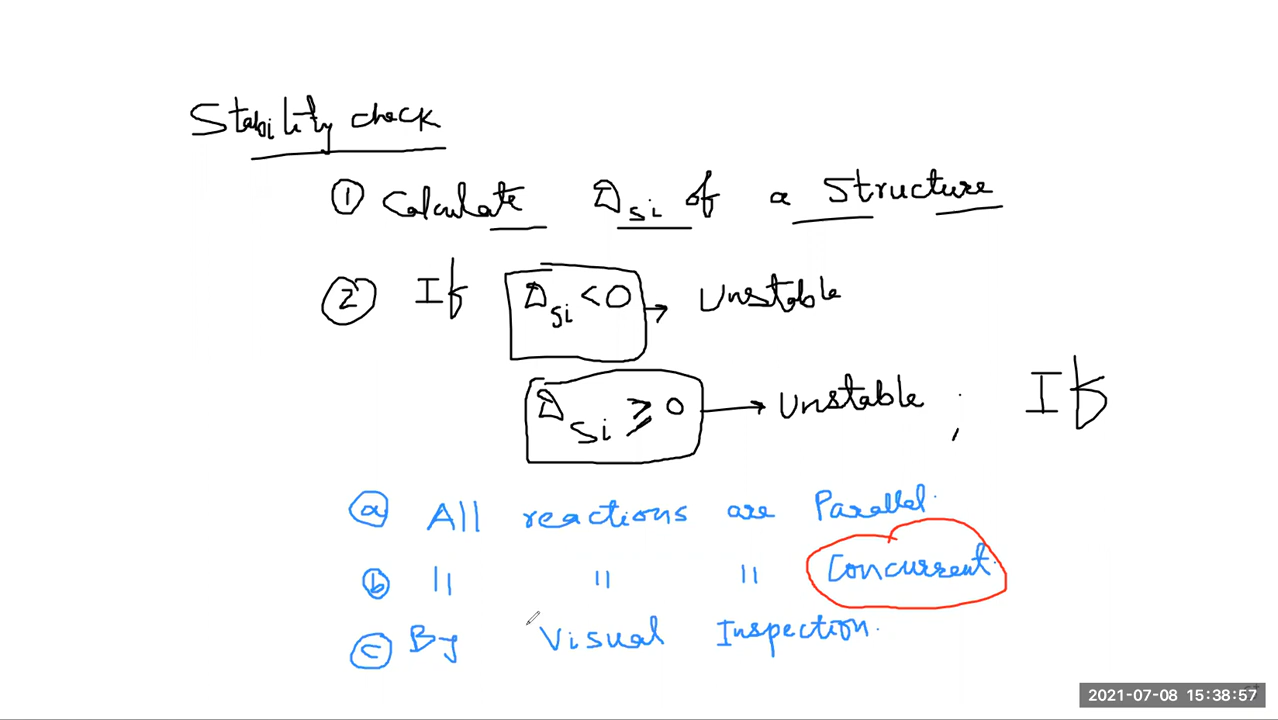 Stability check
① Calculate Dsi of a Structure
② If Dsi < 0 → Unstable
Dsi ≥ 0 → Unstable ; If
ⓐ All reactions are Parallel.
ⓑ 〃 〃 〃 Concurrent.
ⓒ By Visual Inspection.
2021-07-08 15:38:57